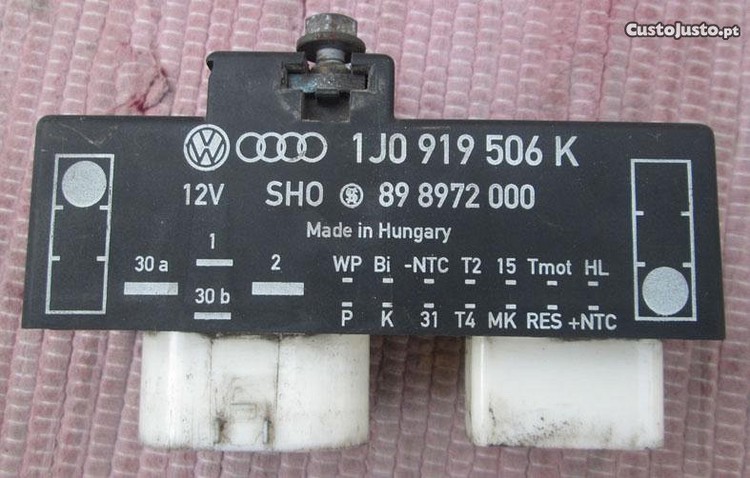 CustoJusto.pt
1J0 919 506 K
12V SHO 89 8972 000
Made in Hungary
1
30 a 2
30 b
WP Bi -NTC T2 15 Tmot HL
P K 31 T4 MK RES +NTC